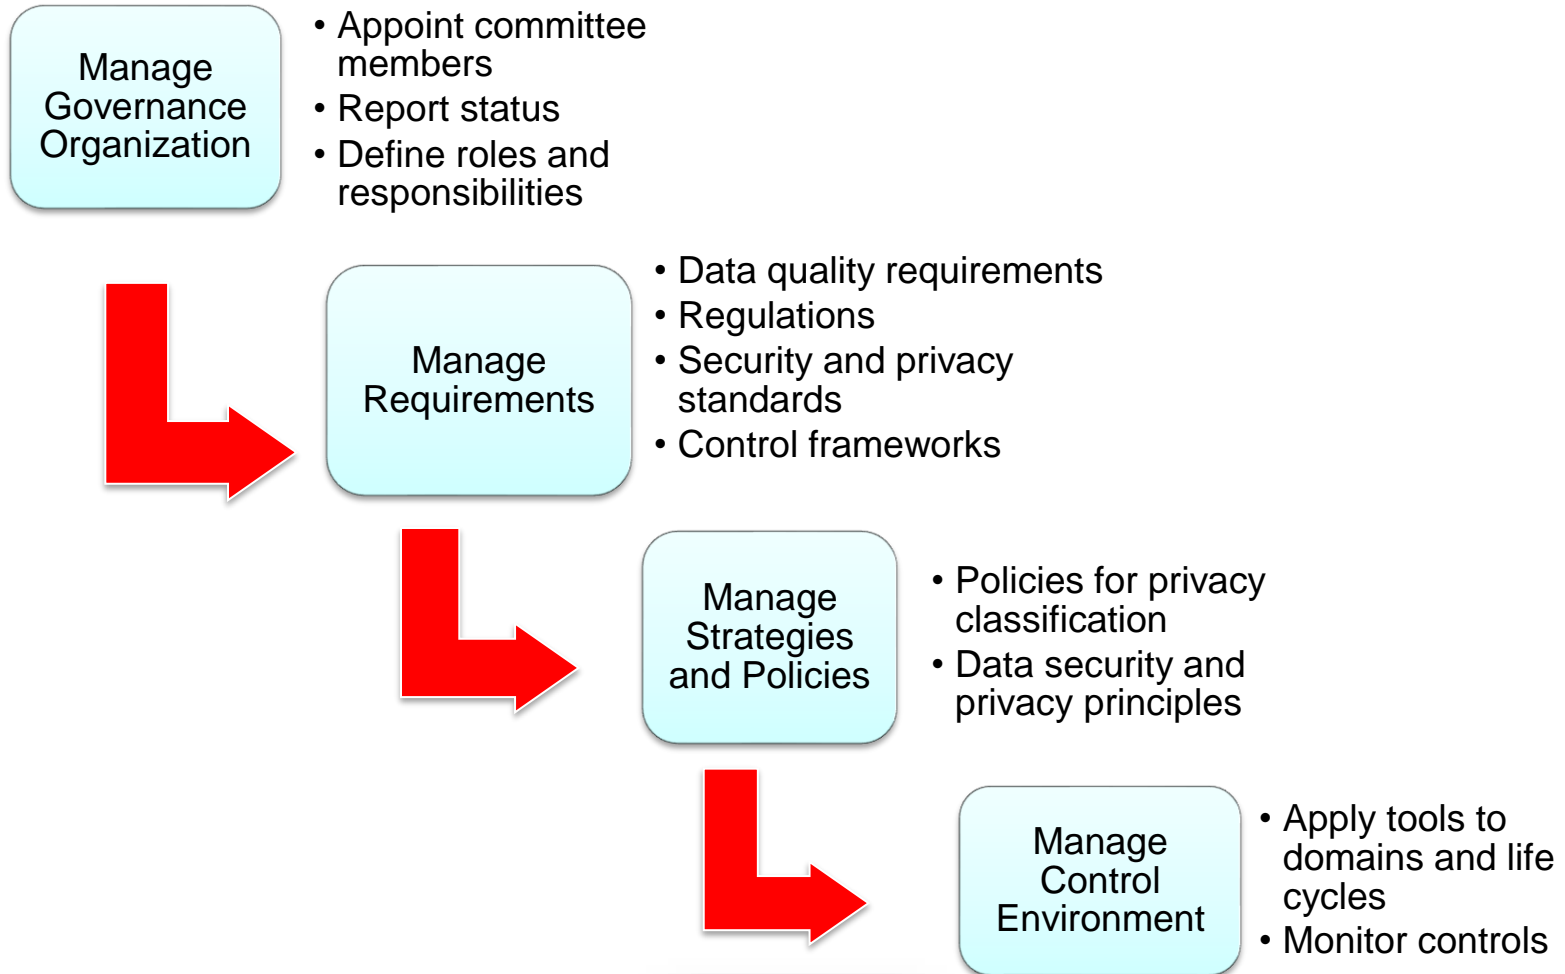 Manage
Governance
Organization
• Appoint committee
members
• Report status
• Define roles and
responsibilities
Manage
Requirements
• Data quality requirements
• Regulations
• Security and privacy
standards
• Control frameworks
Manage
Strategies
and Policies
• Policies for privacy
classification
• Data security and
privacy principles
Manage
Control
Environment
• Apply tools to
domains and life
cycles
• Monitor controls